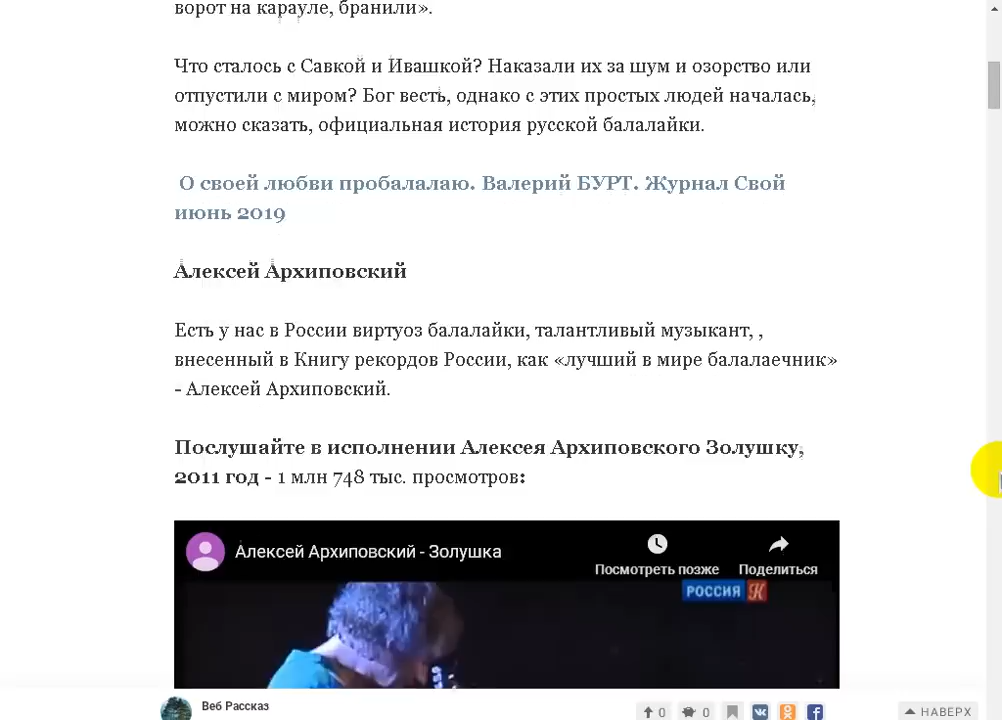 ворот на карауле, бранили».
Что сталось с Савкой и Ивашкой? Наказали их за шум и озорство или
отпустили с миром? Бог весть, однако с этих простых людей началась,
можно сказать, официальная история русской балалайки.
О своей любви пробалалаю. Валерий БУРТ. Журнал Свой
июнь 2019
Алексей Архиповский
Есть у нас в России виртуоз балалайки, талантливый музыкант, ,
внесенный в Книгу рекордов России, как «лучший в мире балалаечник»
- Алексей Архиповский.
Послушайте в исполнении Алексея Архиповского Золушку,
2011 год - 1 млн 748 тыс. просмотров:
Алексей Архиповский - Золушка
Посмотреть позже
Поделиться
РОССИЯ К
Веб Рассказ
0
0
НАВЕРХ